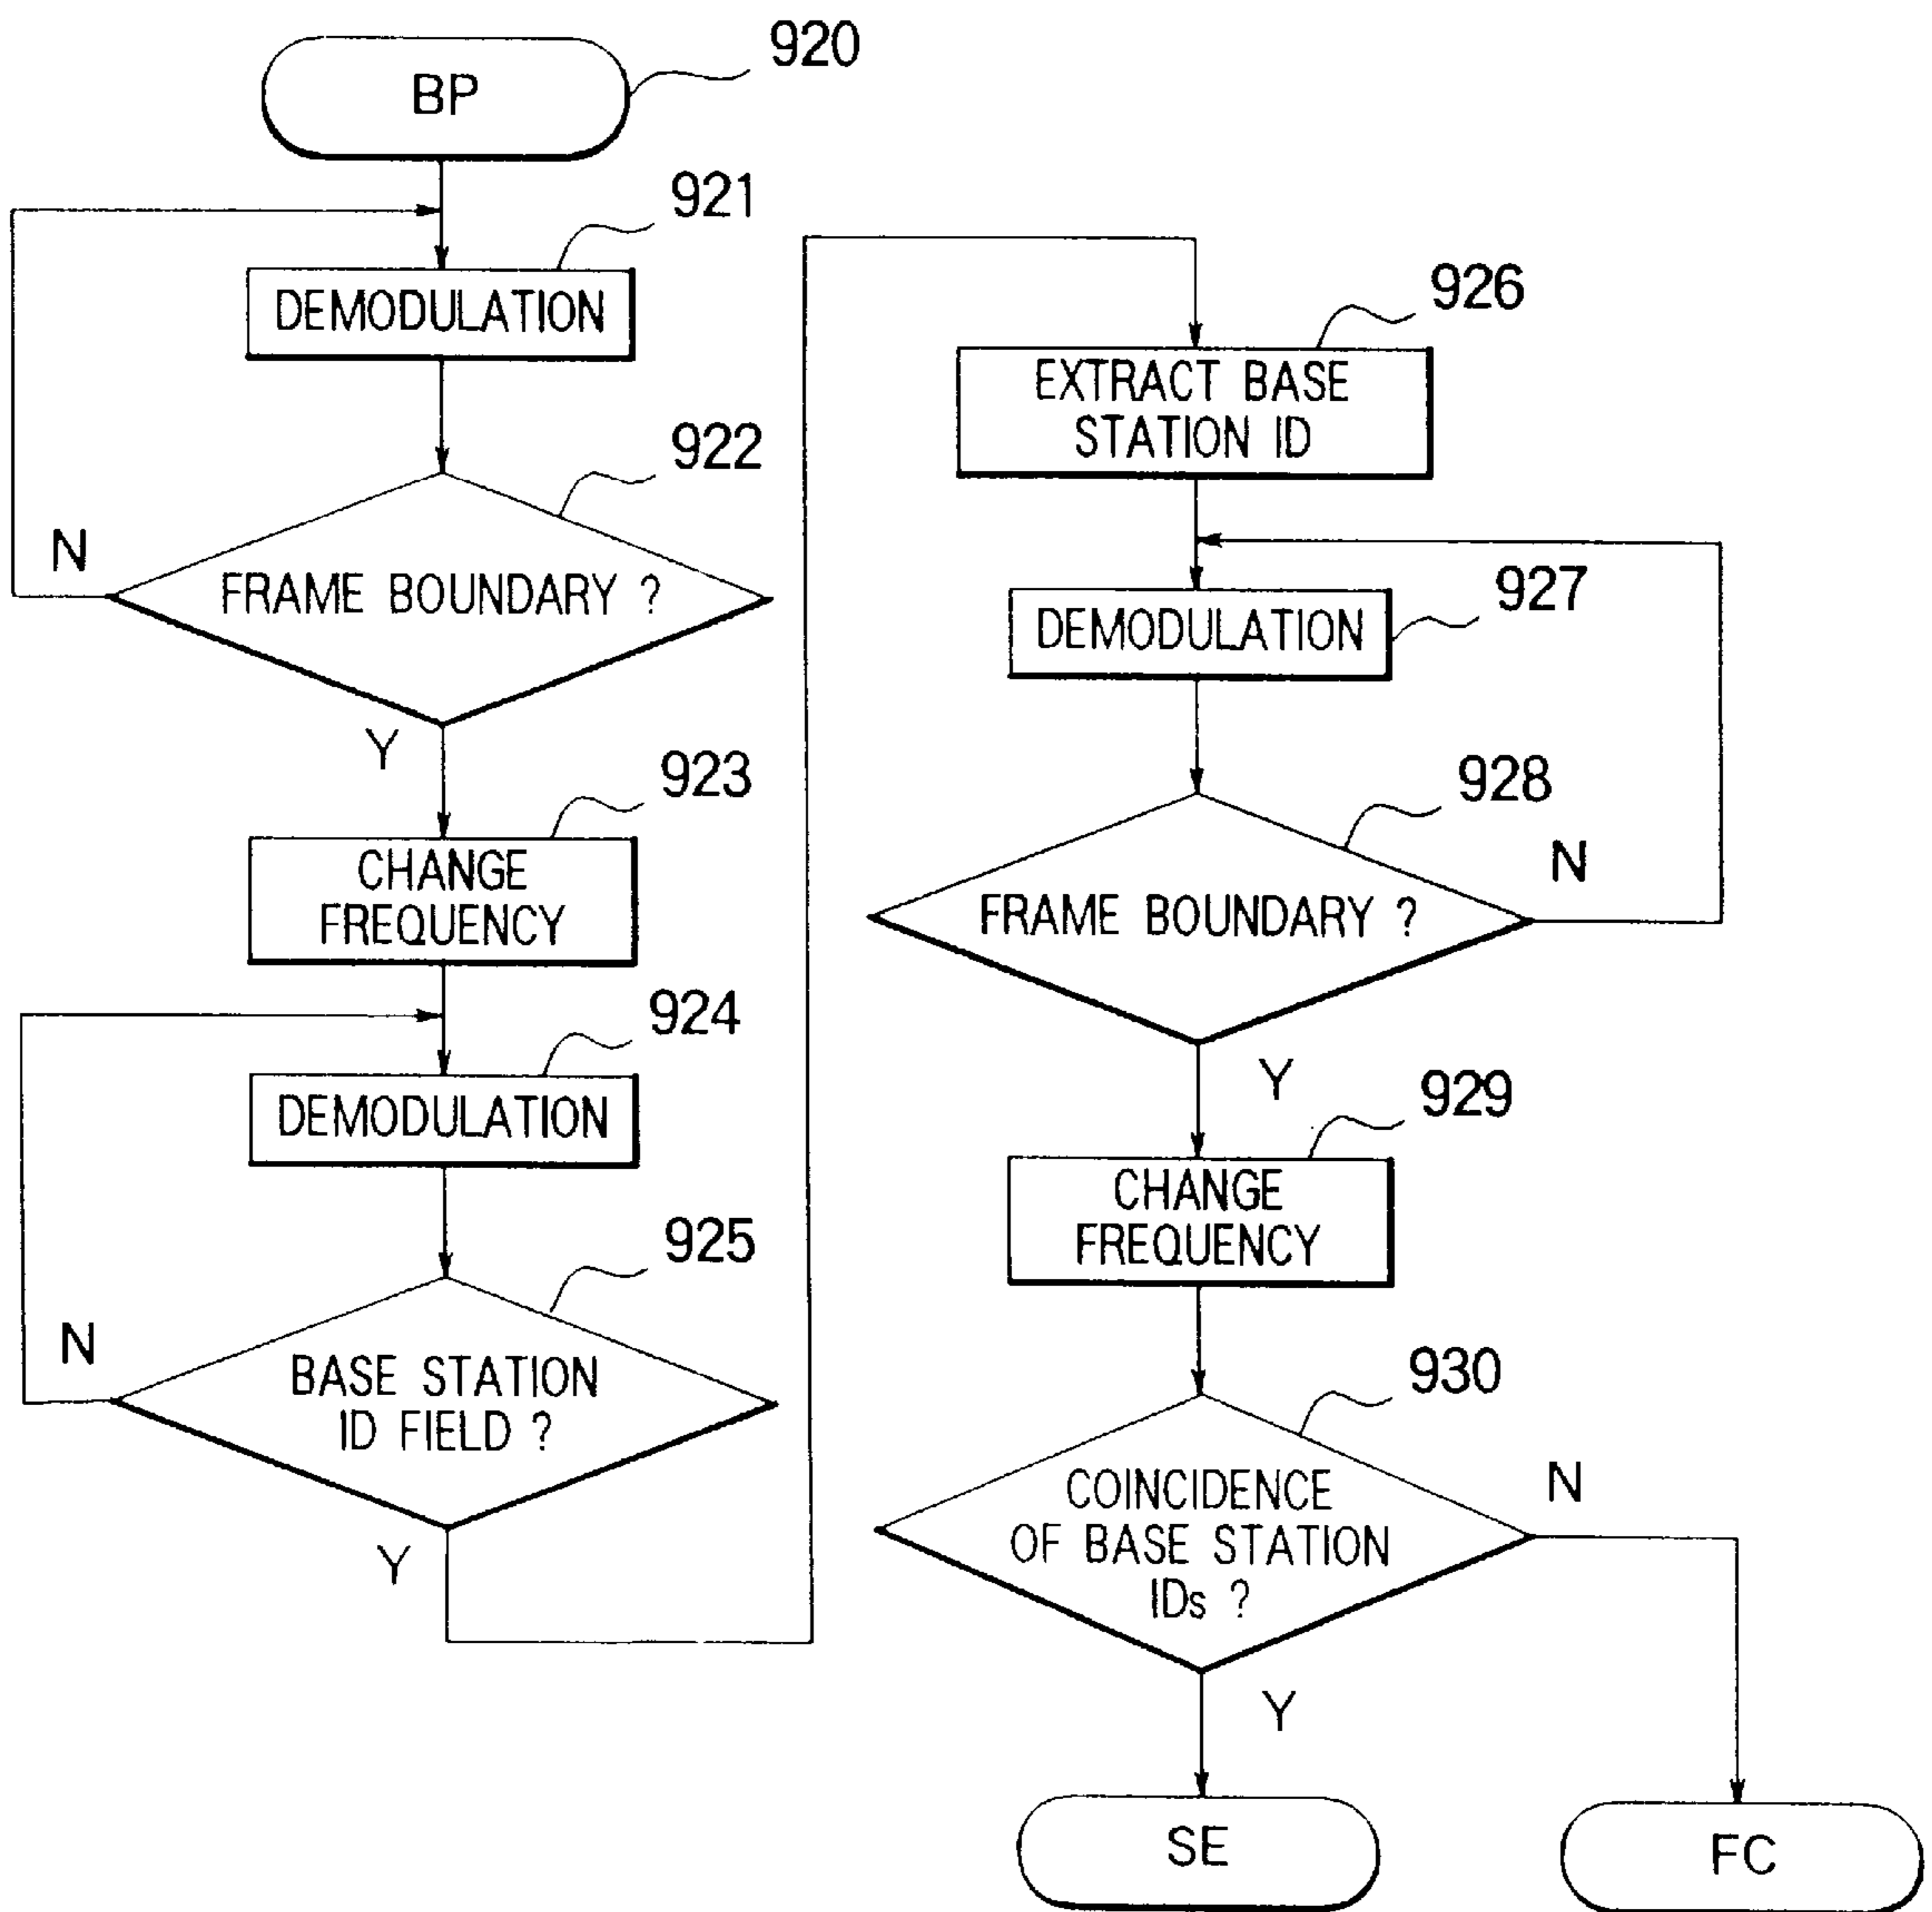 BP
920
921
DEMODULATION
922
N
FRAME BOUNDARY ?
Y
923
CHANGE
FREQUENCY
924
DEMODULATION
925
N
BASE STATION
ID FIELD ?
Y
926
EXTRACT BASE
STATION ID
927
DEMODULATION
928
N
FRAME BOUNDARY ?
Y
929
CHANGE
FREQUENCY
930
N
COINCIDENCE
OF BASE STATION
IDs ?
Y
SE
FC